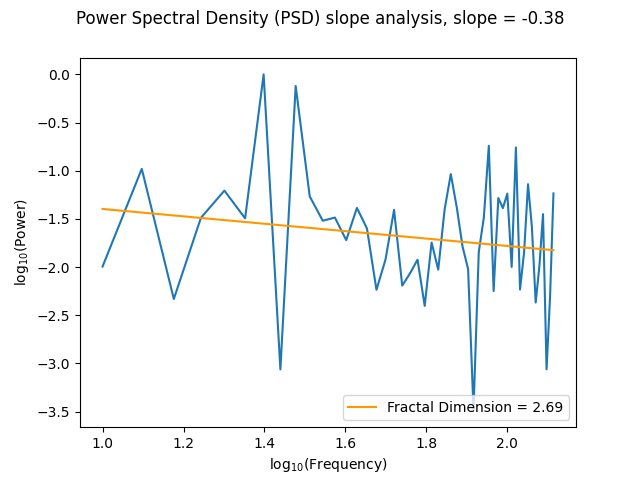 Power Spectral Density (PSD) slope analysis, slope = -0.38
0.0
−0.5
−1.0
−1.5
−2.0
−2.5
−3.0
−3.5
log₁₀(Power)
Fractal Dimension = 2.69
1.0 1.2 1.4 1.6 1.8 2.0
log₁₀(Frequency)